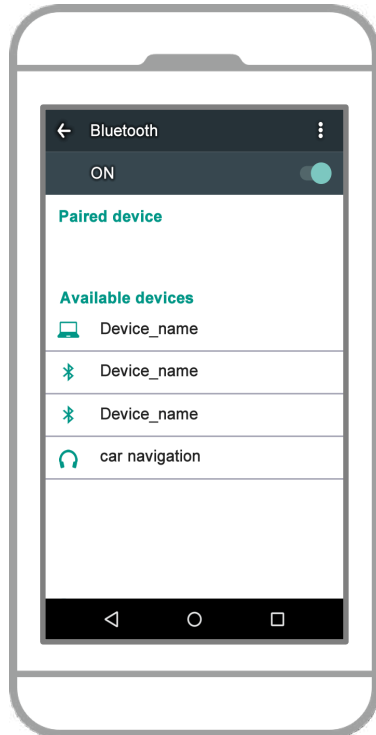 Bluetooth
ON
Paired device
Available devices
Device_name
Device_name
Device_name
car navigation